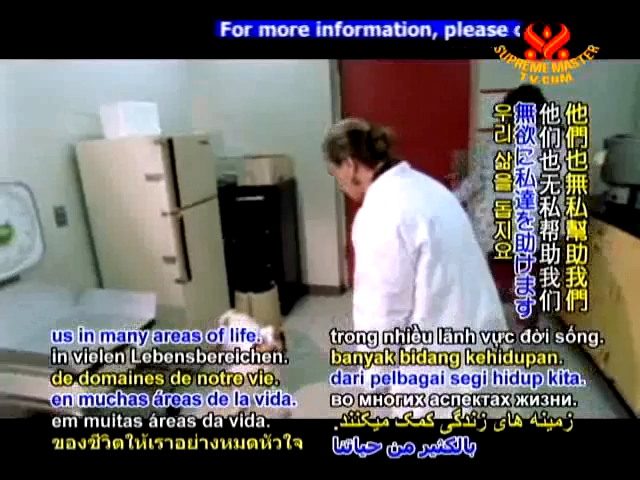 For more information, please
SUPREME MASTER
TV.COM
他們也無私幫助我們
他们也无私帮助我们
無欲に私達を助けます
우리 삶을 돕지요
us in many areas of life.
in vielen Lebensbereichen.
de domaines de notre vie.
en muchas áreas de la vida.
em muitas áreas da vida.
ของชีวิตให้เราอย่างหมดหัวใจ
trong nhiều lãnh vực đời sống.
banyak bidang kehidupan.
dari pelbagai segi hidup kita.
во многих аспектах жизни.
زمینه های زندگی کمک میکنند.
بالكثير من حياتنا